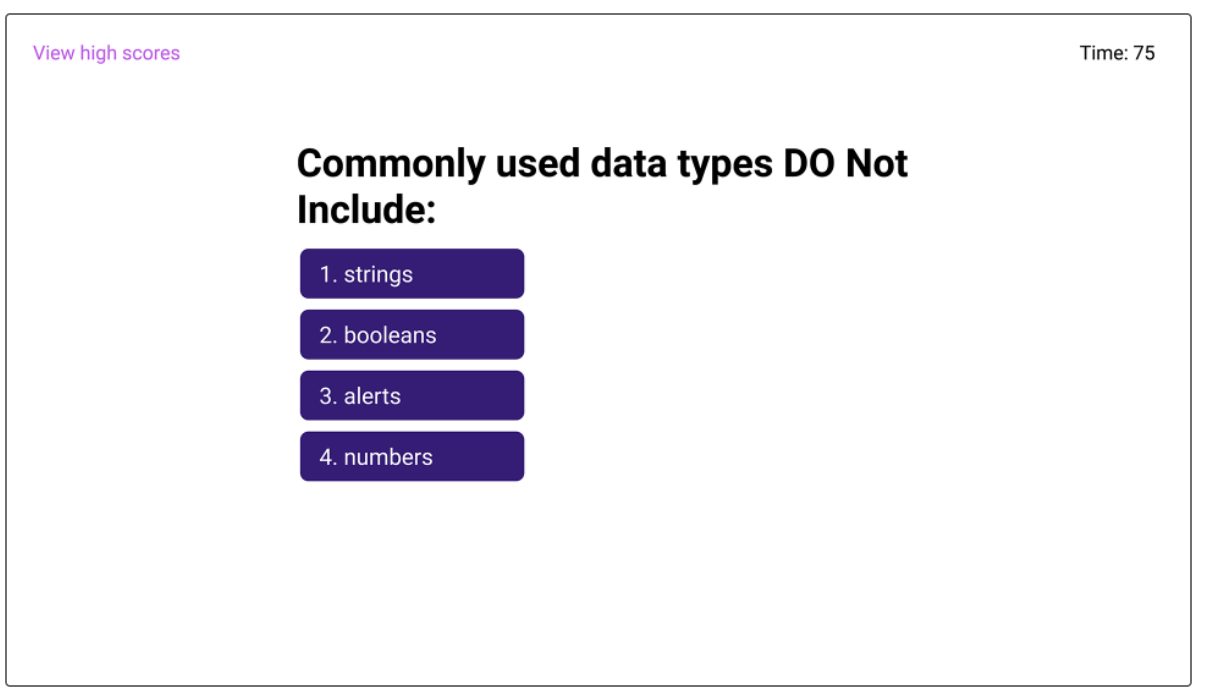 View high scores
Time: 75
Commonly used data types DO Not
Include:
1. strings
2. booleans
3. alerts
4. numbers